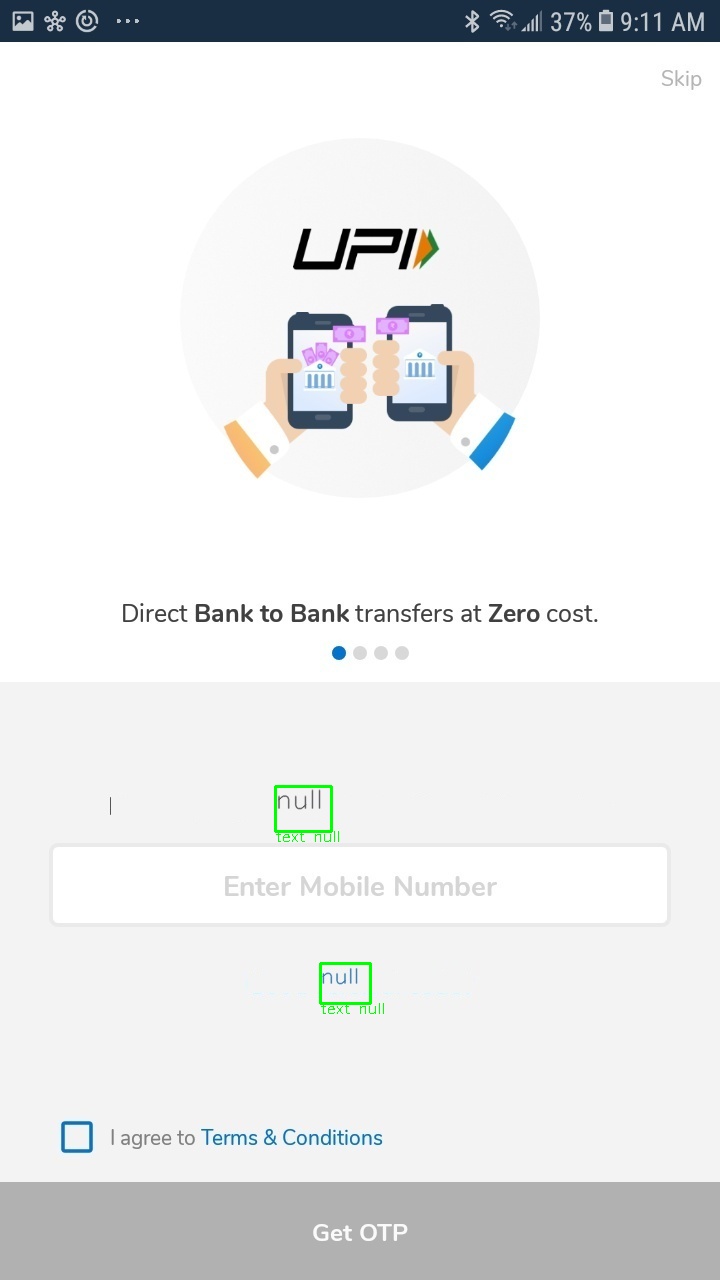 37% 9:11 AM
Skip
UPI
Direct Bank to Bank transfers at Zero cost.
null
text null
Enter Mobile Number
null
text null
I agree to Terms & Conditions
Get OTP